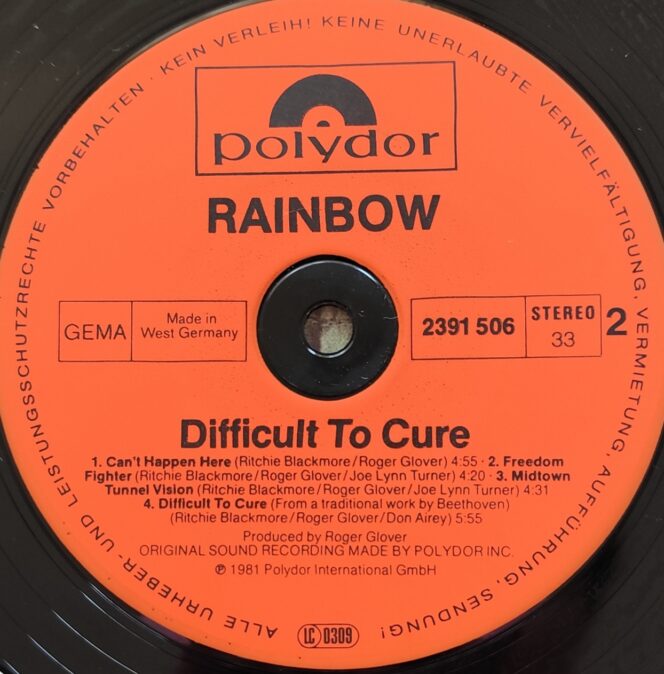 ALLE URHEBER- UND LEISTUNGSSCHUTZRECHTE VORBEHALTEN · KEIN VERLEIH! KEINE UNERLAUBTE VERVIELFÄLTIGUNG, VERMIETUNG, AUFFÜHRUNG, SENDUNG!
polydor
RAINBOW
GEMA
Made in
West Germany
2391 506
STEREO
33
2
Difficult To Cure
1. Can't Happen Here (Ritchie Blackmore/Roger Glover) 4:55 · 2. Freedom
Fighter (Ritchie Blackmore/Roger Glover/Joe Lynn Turner) 4:20 · 3. Midtown
Tunnel Vision (Ritchie Blackmore/Roger Glover/Joe Lynn Turner) 4:31
4. Difficult To Cure (From a traditional work by Beethoven)
(Ritchie Blackmore/Roger Glover/Don Airey) 5:55
Produced by Roger Glover
ORIGINAL SOUND RECORDING MADE BY POLYDOR INC.
℗ 1981 Polydor International GmbH
LC 0309